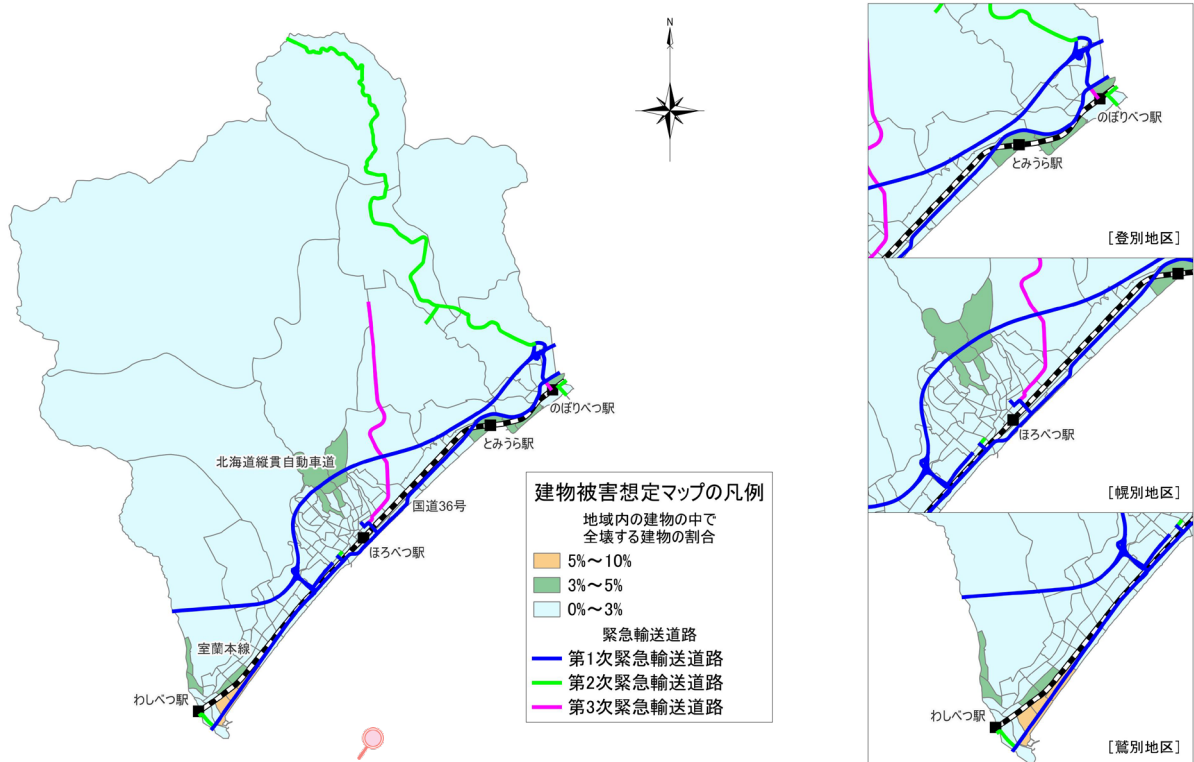 N
のぼりべつ駅
とみうら駅
北海道縦貫自動車道
国道36号
ほろべつ駅
室蘭本線
わしべつ駅
建物被害想定マップの凡例
地域内の建物の中で
全壊する建物の割合
5%～10%
3%～5%
0%～3%
緊急輸送道路
第1次緊急輸送道路
第2次緊急輸送道路
第3次緊急輸送道路
のぼりべつ駅
とみうら駅
[登別地区]
ほろべつ駅
[幌別地区]
わしべつ駅
[鷲別地区]